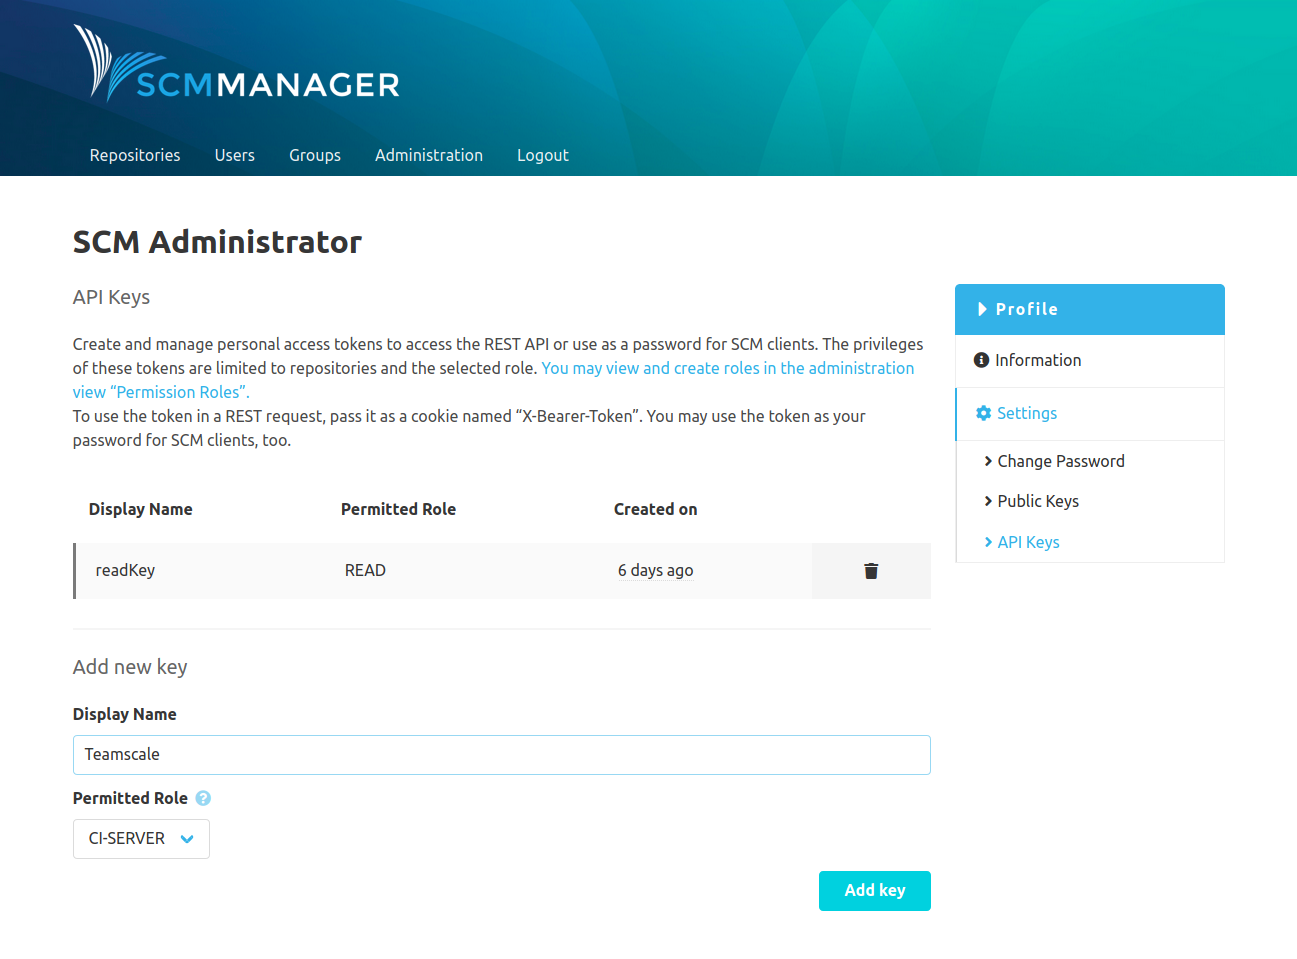 SCMMANAGER
Repositories Users Groups Administration Logout
SCM Administrator
API Keys
Create and manage personal access tokens to access the REST API or use as a password for SCM clients. The privileges
of these tokens are limited to repositories and the selected role. You may view and create roles in the administration
view “Permission Roles”.
To use the token in a REST request, pass it as a cookie named “X-Bearer-Token”. You may use the token as your
password for SCM clients, too.
Display Name Permitted Role Created on
readKey READ 6 days ago
Add new key
Display Name
Teamscale
Permitted Role ?
CI-SERVER
Add key
Profile
Information
Settings
Change Password
Public Keys
API Keys